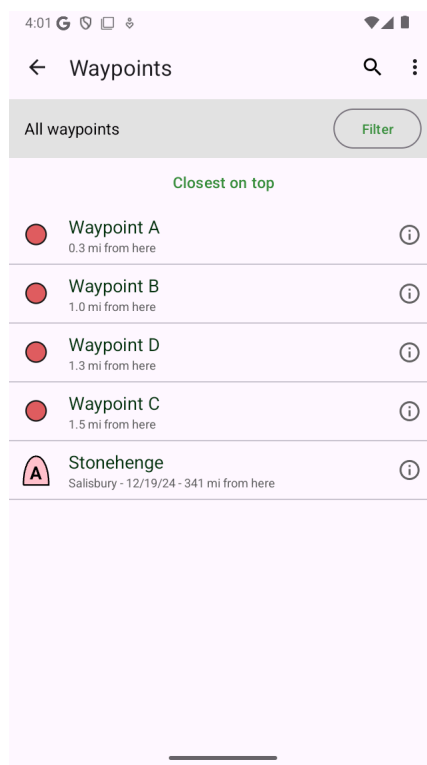 4:01
Waypoints
All waypoints
Filter
Closest on top
Waypoint A
0.3 mi from here
Waypoint B
1.0 mi from here
Waypoint D
1.3 mi from here
Waypoint C
1.5 mi from here
A
Stonehenge
Salisbury - 12/19/24 - 341 mi from here